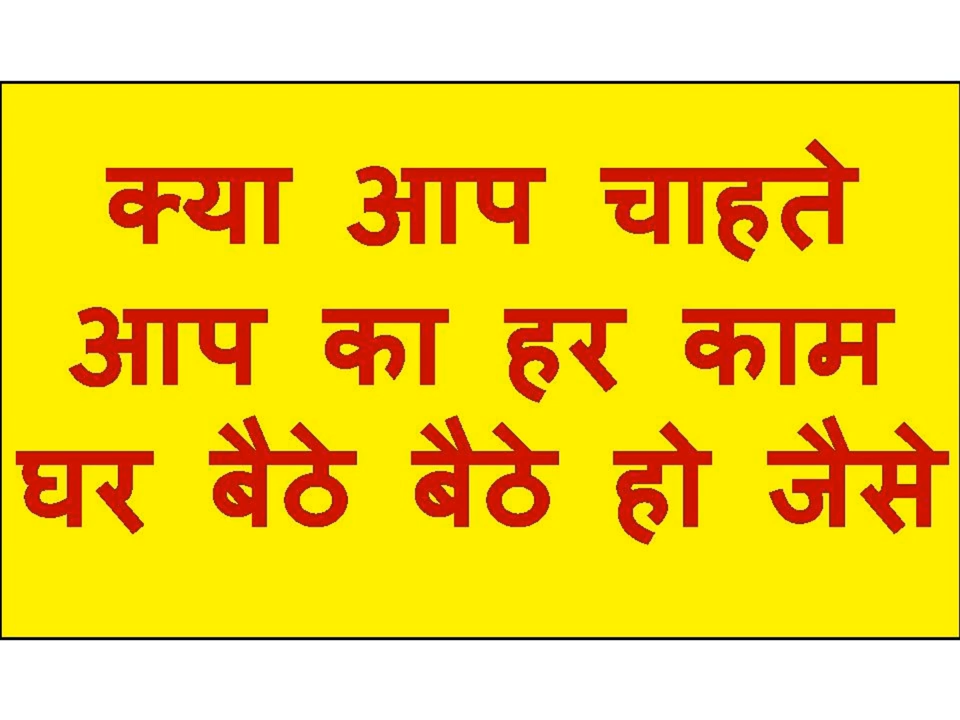 क्या आप चाहते
आप का हर काम
घर बैठे बैठे हो जैसे